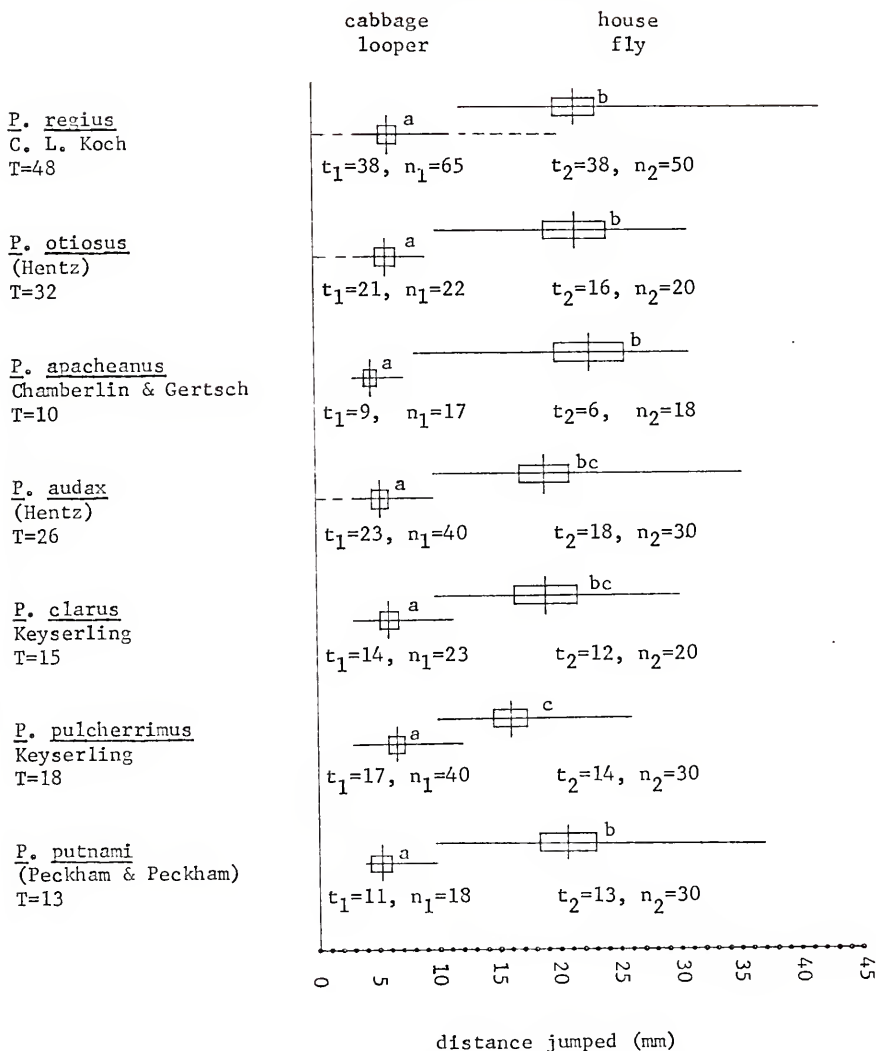 cabbage looper
house fly
P. regius
C. L. Koch
T=48
a
b
t1=38, n1=65
t2=38, n2=50
P. otiosus
(Hentz)
T=32
a
b
t1=21, n1=22
t2=16, n2=20
P. apacheanus
Chamberlin & Gertsch
T=10
a
b
t1=9, n1=17
t2=6, n2=18
P. audax
(Hentz)
T=26
a
bc
t1=23, n1=40
t2=18, n2=30
P. clarus
Keyserling
T=15
a
bc
t1=14, n1=23
t2=12, n2=20
P. pulcherrimus
Keyserling
T=18
a
c
t1=17, n1=40
t2=14, n2=30
P. putnami
(Peckham & Peckham)
T=13
a
b
t1=11, n1=18
t2=13, n2=30
0 5 10 15 20 25 30 35 40 45
distance jumped (mm)